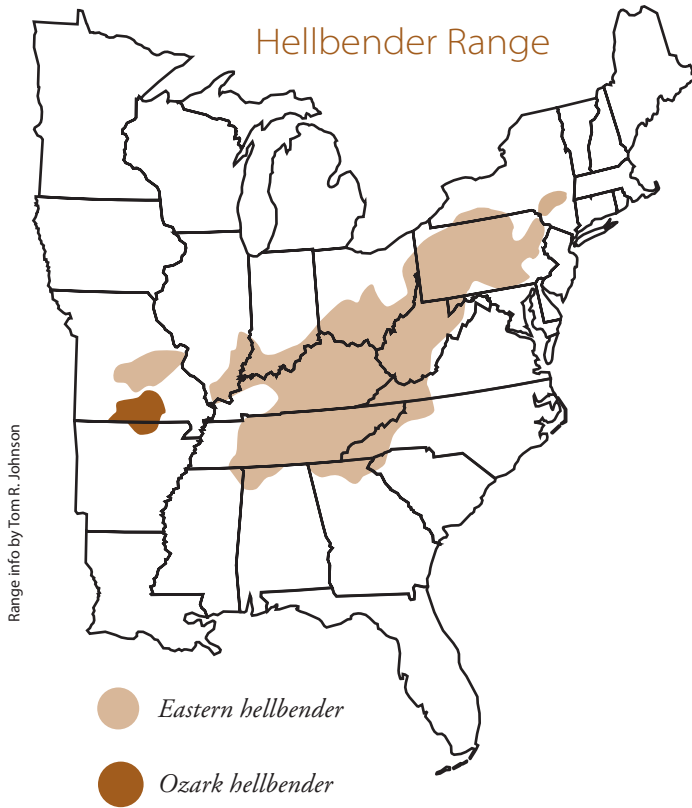 Hellbender Range
Range info by Tom R. Johnson
Eastern hellbender
Ozark hellbender